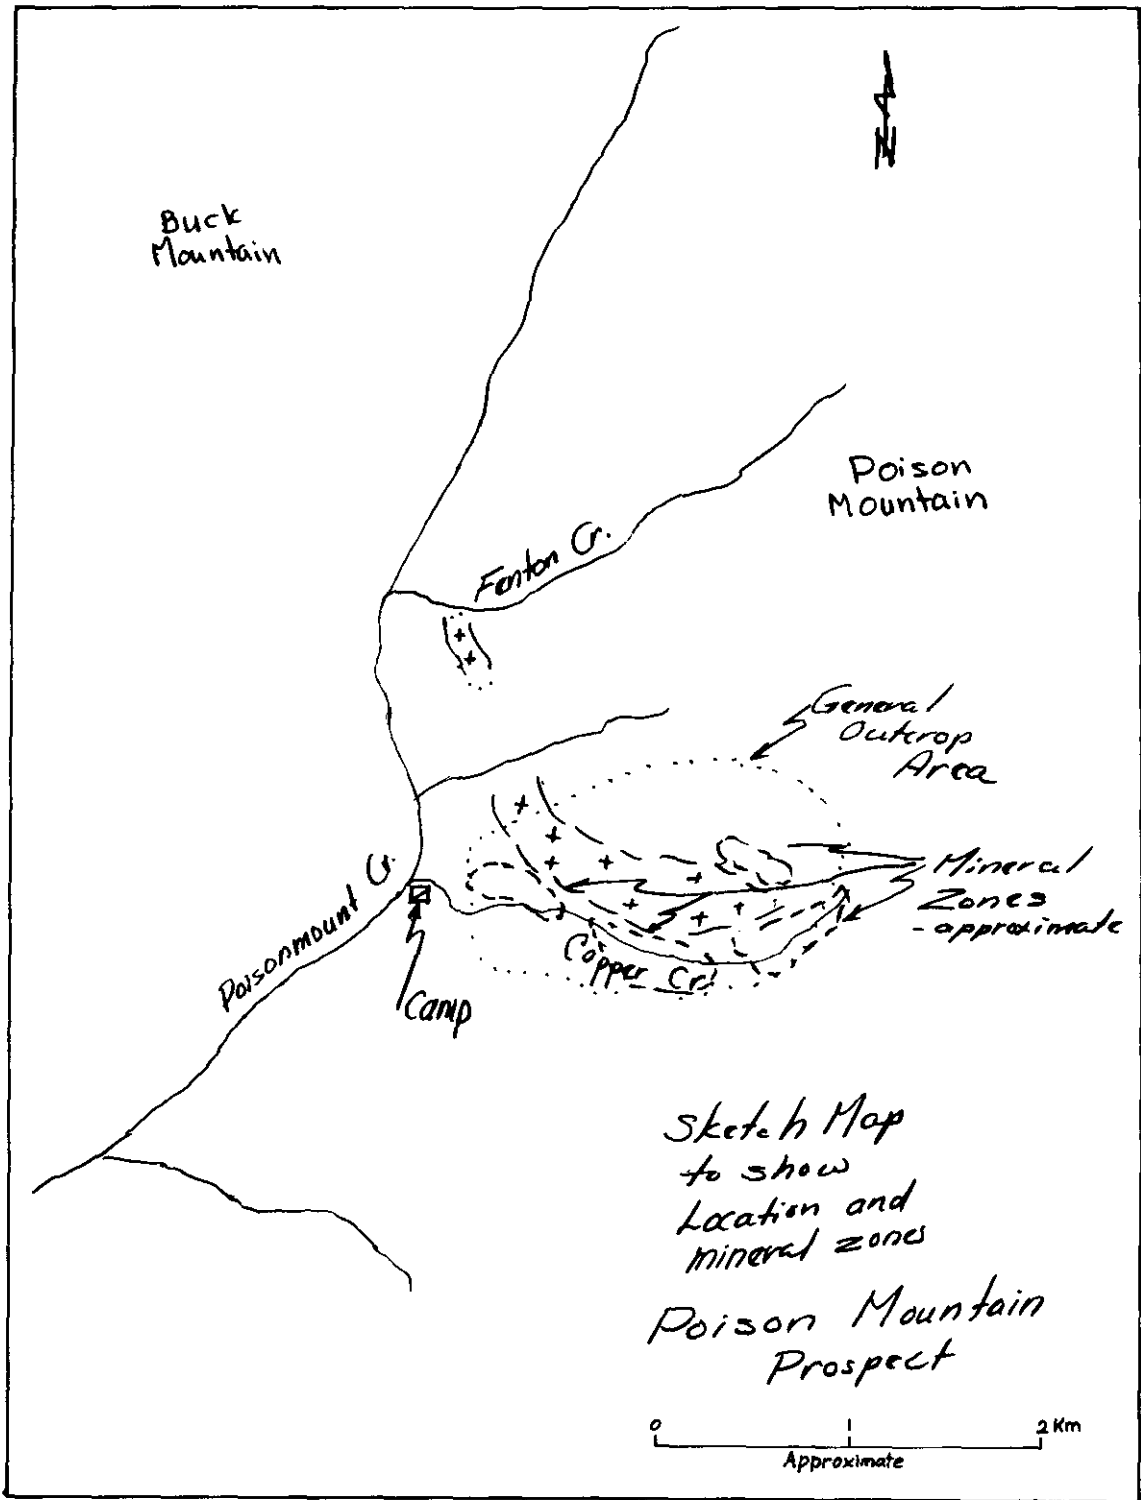 N
Buck
Mountain
Poison
Mountain
Fenton Cr.
General
Outcrop
Area
Mineral
Zones
- approximate
Poisonmount Cr.
Copper Cr.
Camp
Sketch Map
to show
Location and
mineral zones
Poison Mountain
Prospect
0 2 Km
Approximate